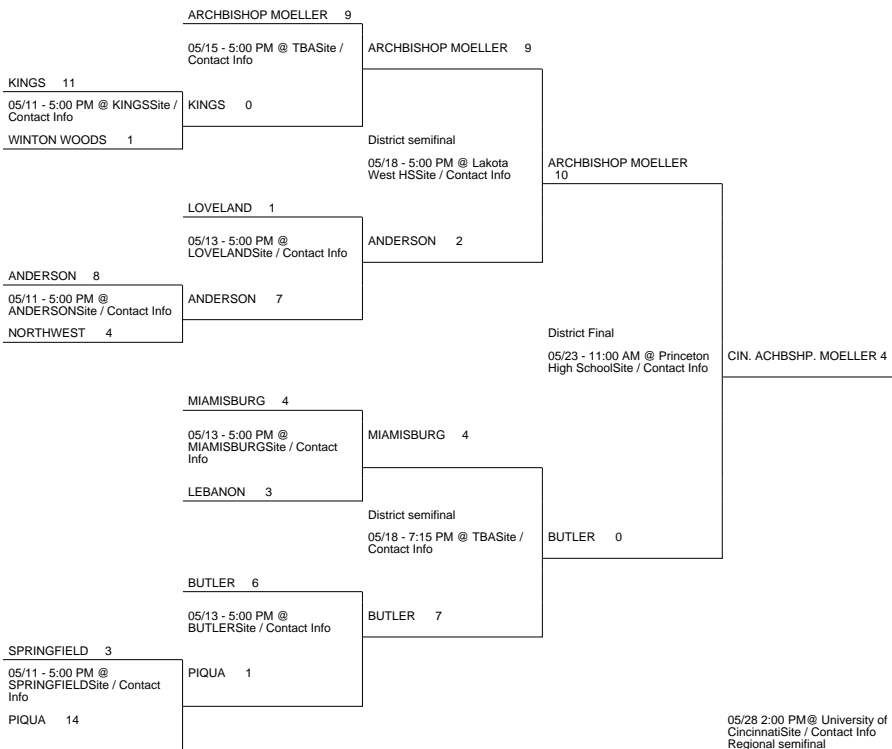 ARCHBISHOP MOELLER 9
05/15 - 5:00 PM @ TBASite /
Contact Info
ARCHBISHOP MOELLER 9
KINGS 11
05/11 - 5:00 PM @ KINGSSite /
Contact Info
KINGS 0
WINTON WOODS 1
District semifinal
05/18 - 5:00 PM @ Lakota
West HSSite / Contact Info
ARCHBISHOP MOELLER
10
LOVELAND 1
05/13 - 5:00 PM @
LOVELANDSite / Contact Info
ANDERSON 2
ANDERSON 8
05/11 - 5:00 PM @
ANDERSONSite / Contact Info
ANDERSON 7
NORTHWEST 4
District Final
05/23 - 11:00 AM @ Princeton
High SchoolSite / Contact Info
CIN. ACHBSHP. MOELLER 4
MIAMISBURG 4
05/13 - 5:00 PM @
MIAMISBURGSite / Contact
Info
MIAMISBURG 4
LEBANON 3
District semifinal
05/18 - 7:15 PM @ TBASite /
Contact Info
BUTLER 0
BUTLER 6
05/13 - 5:00 PM @
BUTLERSite / Contact Info
BUTLER 7
SPRINGFIELD 3
05/11 - 5:00 PM @
SPRINGFIELDSite / Contact
Info
PIQUA 1
PIQUA 14
05/28 2:00 PM@ University of
CincinnatiSite / Contact Info
Regional semifinal